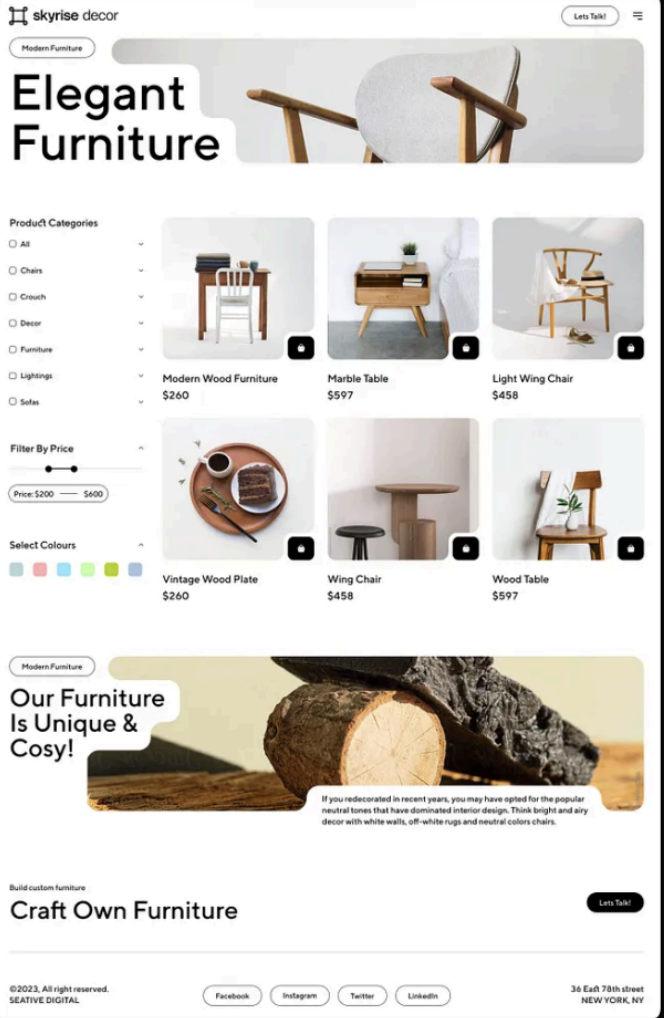 skyrise decor
Lets Talk!
Modern Furniture
Elegant
Furniture
Product Categories
All
Chairs
Crouch
Decor
Furniture
Lightings
Sofas
Filter By Price
Price: $200 — $600
Select Colours
Modern Wood Furniture
$260
Marble Table
$597
Light Wing Chair
$458
Vintage Wood Plate
$260
Wing Chair
$458
Wood Table
$597
Modern Furniture
Our Furniture
Is Unique &
Cosy!
If you redecorated in recent years, you may have opted for the popular
neutral tones that have dominated interior design. Think bright and airy
decor with white walls, off-white rugs and neutral colors chairs.
Build custom furniture
Craft Own Furniture
Lets Talk!
©2023, All right reserved.
SEATIVE DIGITAL
Facebook
Instagram
Twitter
LinkedIn
36 East 78th street
NEW YORK, NY